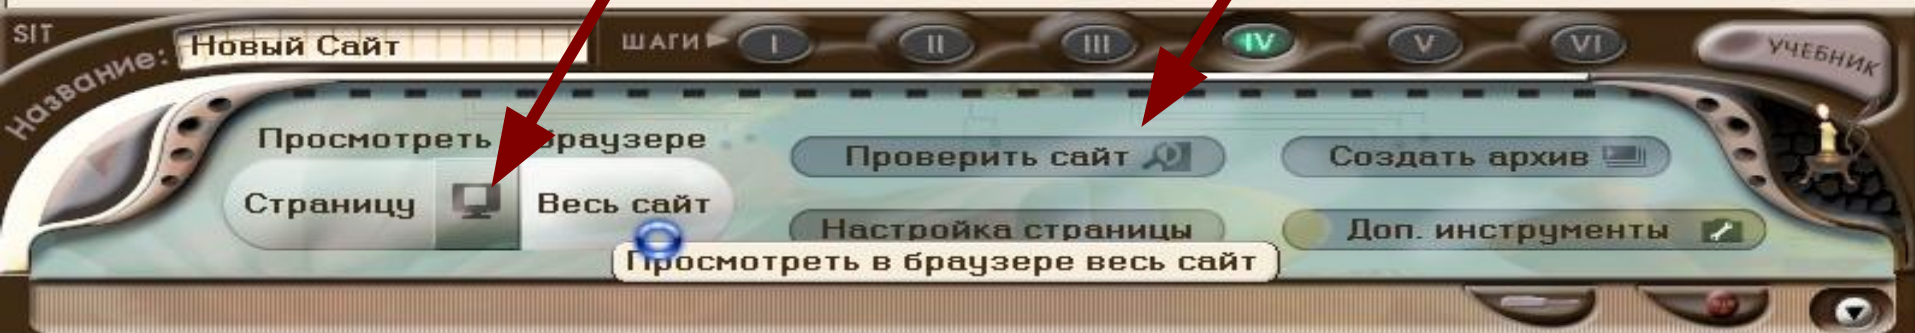 SIT
Название:
Новый Сайт
ШАГИ
I
II
III
IV
V
VI
УЧЕБНИК
Просмотреть браузере
Страницу
Весь сайт
Проверить сайт
Создать архив
Настройка страницы
Доп. инструменты
Просмотреть в браузере весь сайт